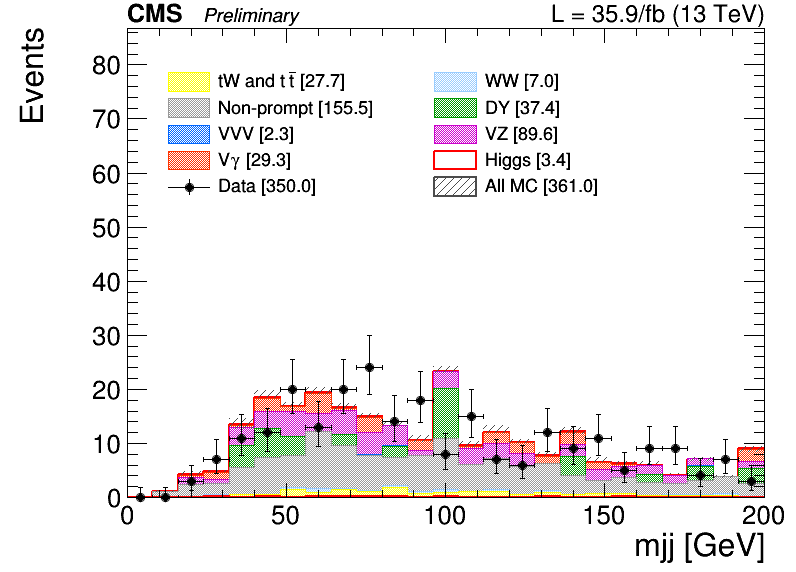 CMS Preliminary L = 35.9/fb (13 TeV)
Events
80
70
60
50
40
30
20
10
0
tW and t t̅ [27.7]
WW [7.0]
Non-prompt [155.5]
DY [37.4]
VVV [2.3]
VZ [89.6]
Vγ [29.3]
Higgs [3.4]
Data [350.0]
All MC [361.0]
0 50 100 150 200
mjj [GeV]